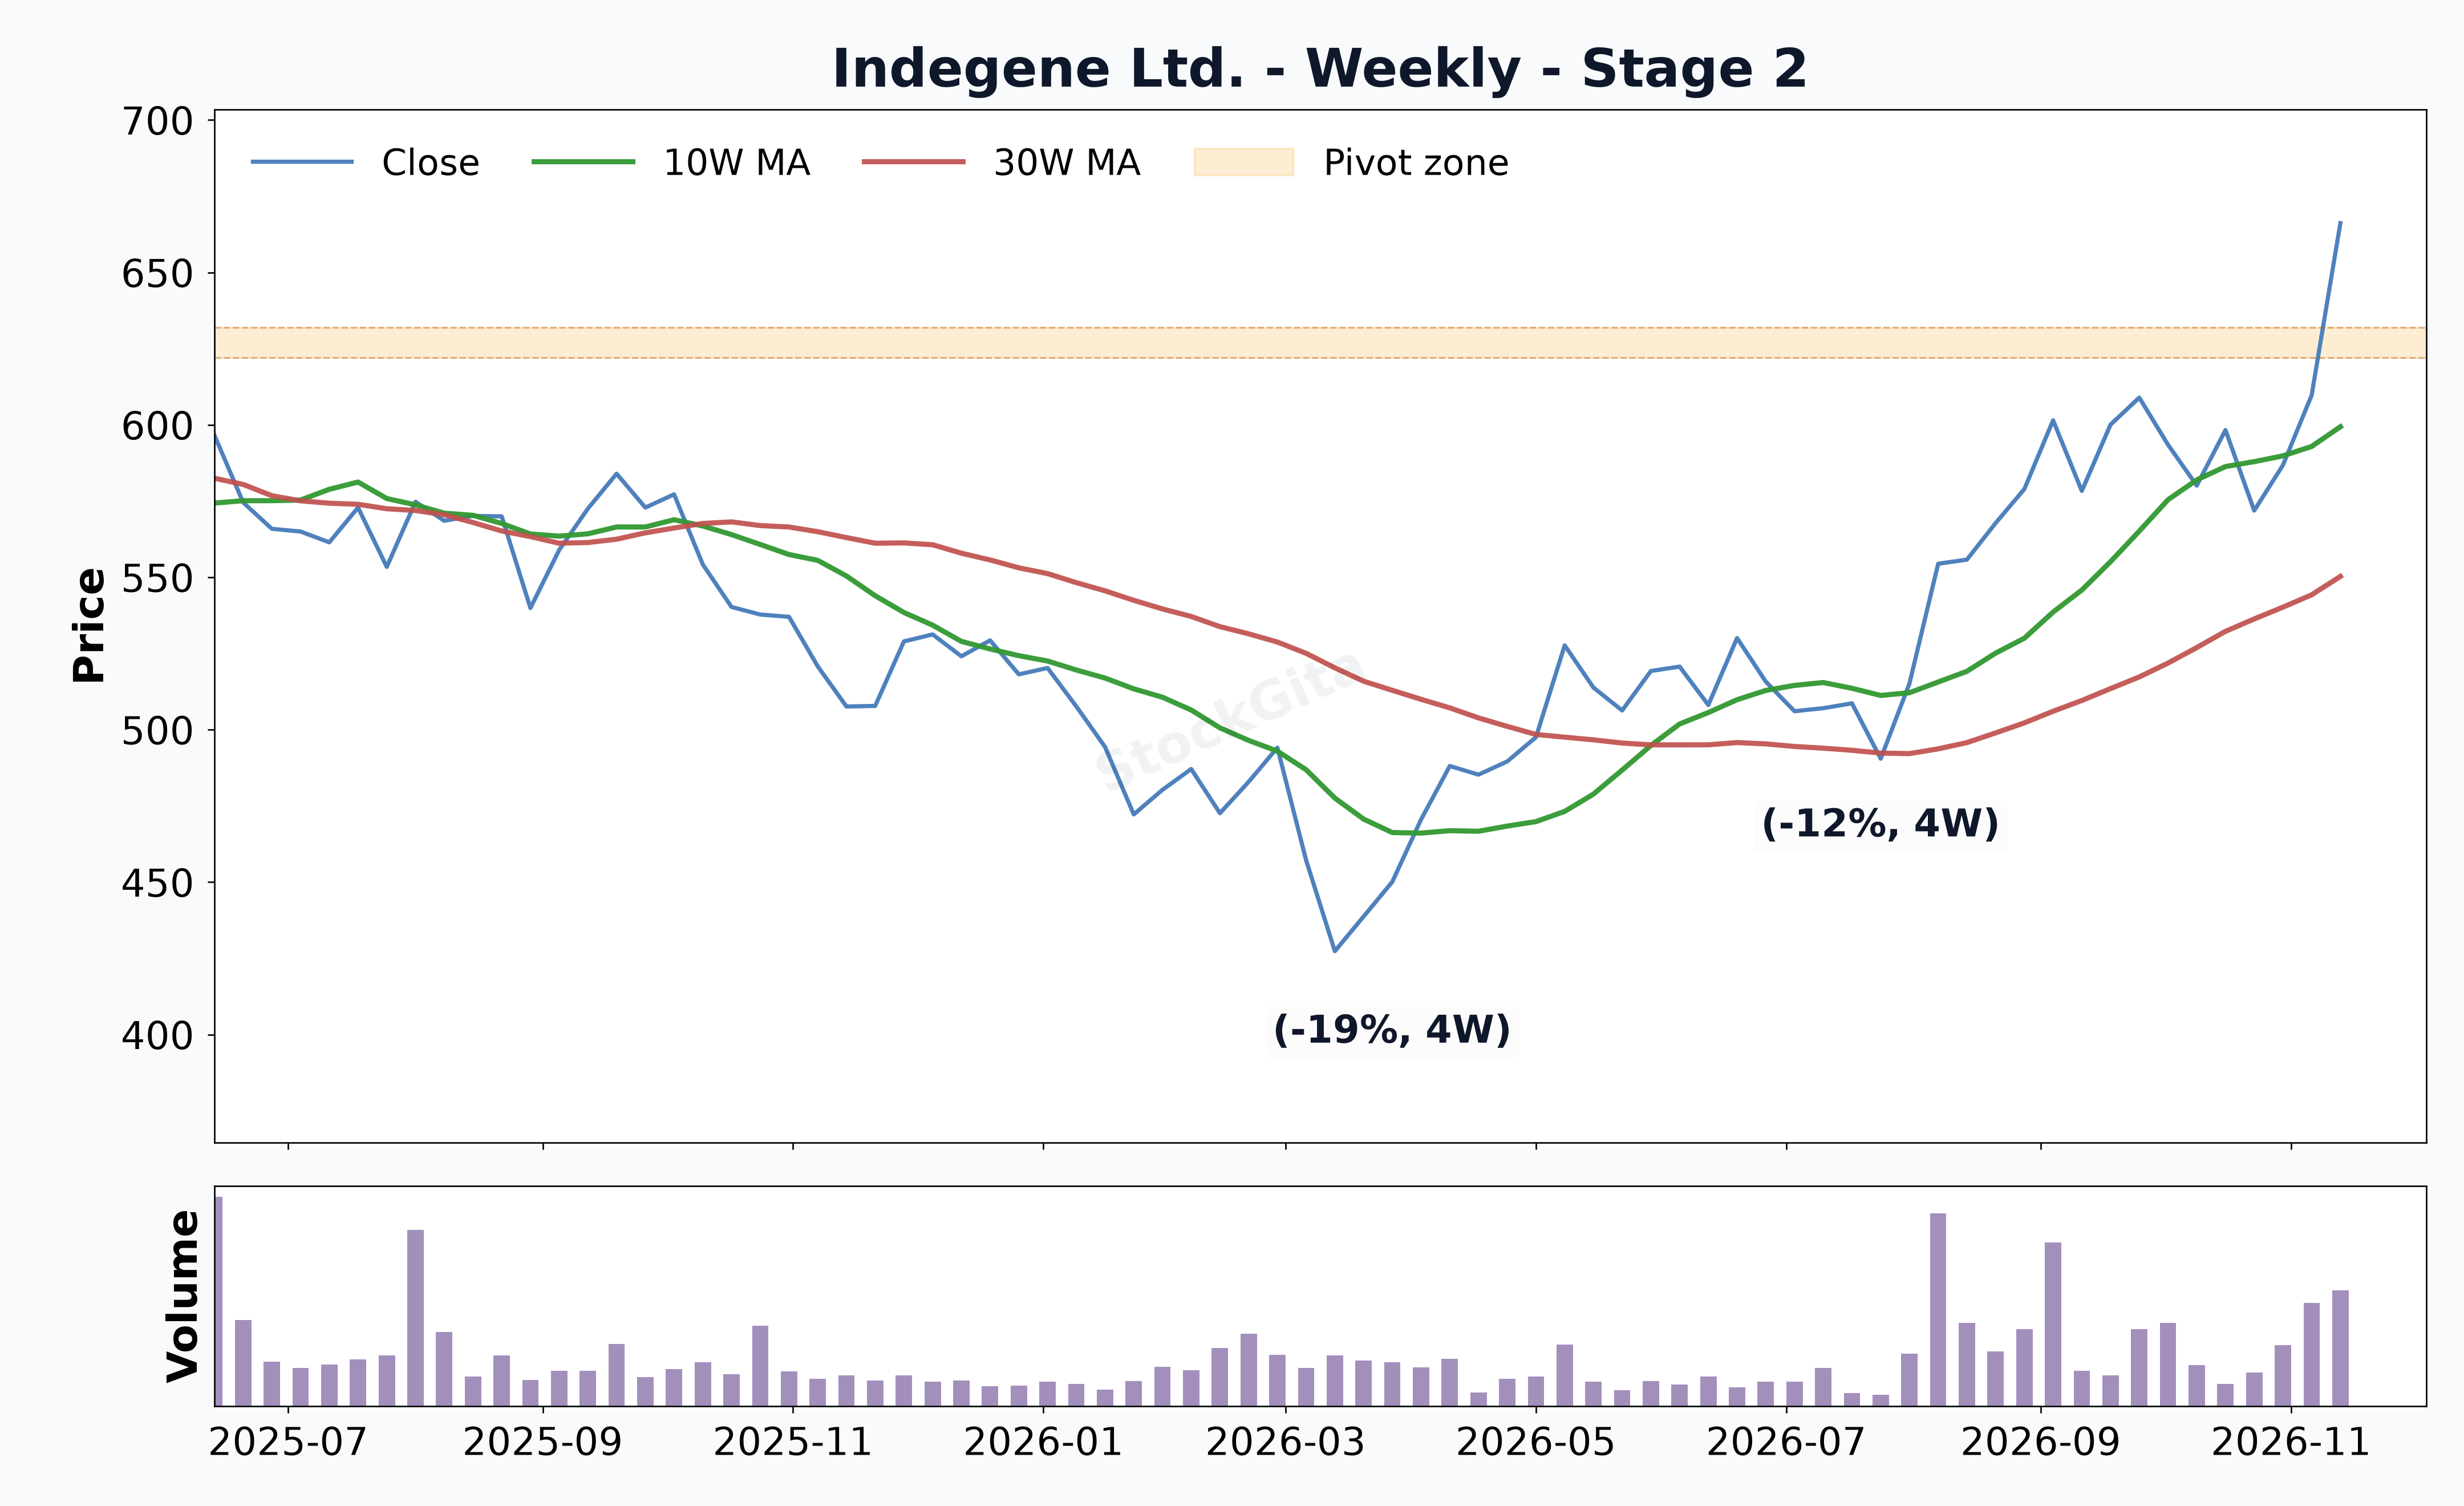 Indegene Ltd. - Weekly - Stage 2
Close 10W MA 30W MA Pivot zone
Price
700
650
600
550
500
450
400
StockGita
(-12%, 4W)
(-19%, 4W)
Volume
2025-07 2025-09 2025-11 2026-01 2026-03 2026-05 2026-07 2026-09 2026-11